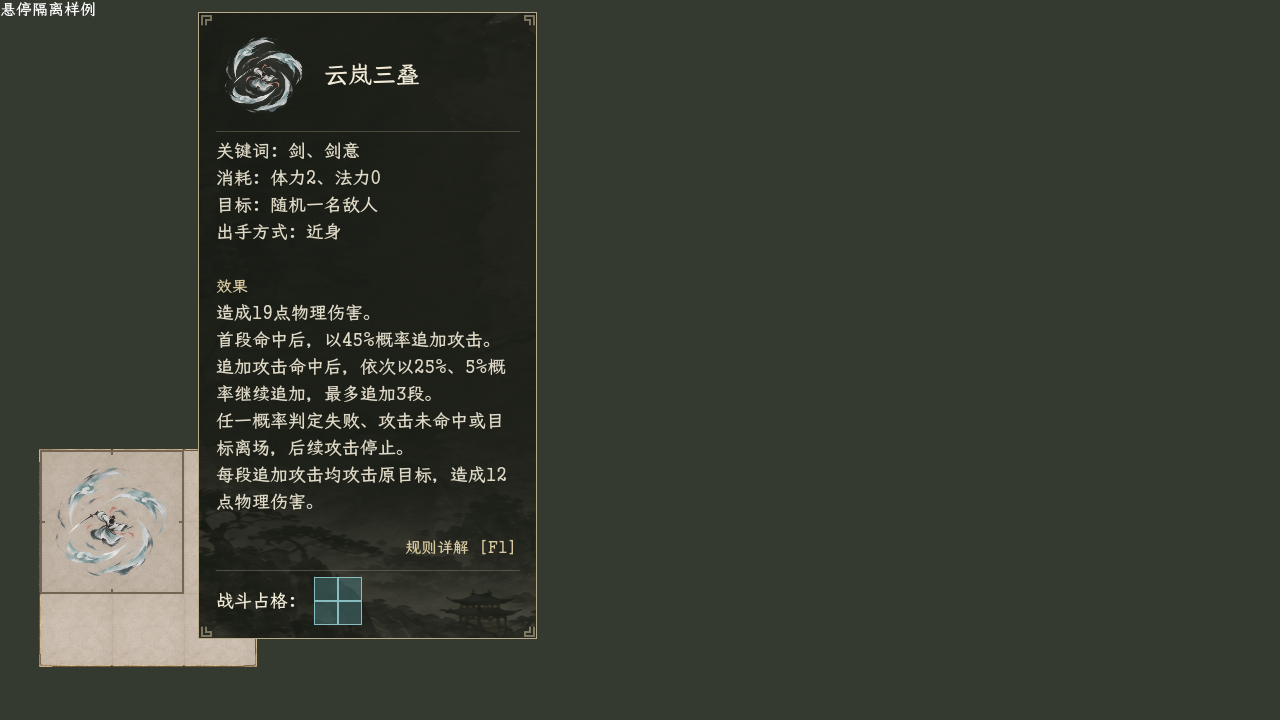 悬停隔离样例
云岚三叠
关键词：剑、剑意
消耗：体力2、法力0
目标：随机一名敌人
出手方式：近身
效果
造成19点物理伤害。
首段命中后，以45%概率追加攻击。
追加攻击命中后，依次以25%、5%概
率继续追加，最多追加3段。
任一概率判定失败、攻击未命中或目
标离场，后续攻击停止。
每段追加攻击均攻击原目标，造成12
点物理伤害。
规则详解 [F1]
战斗占格：